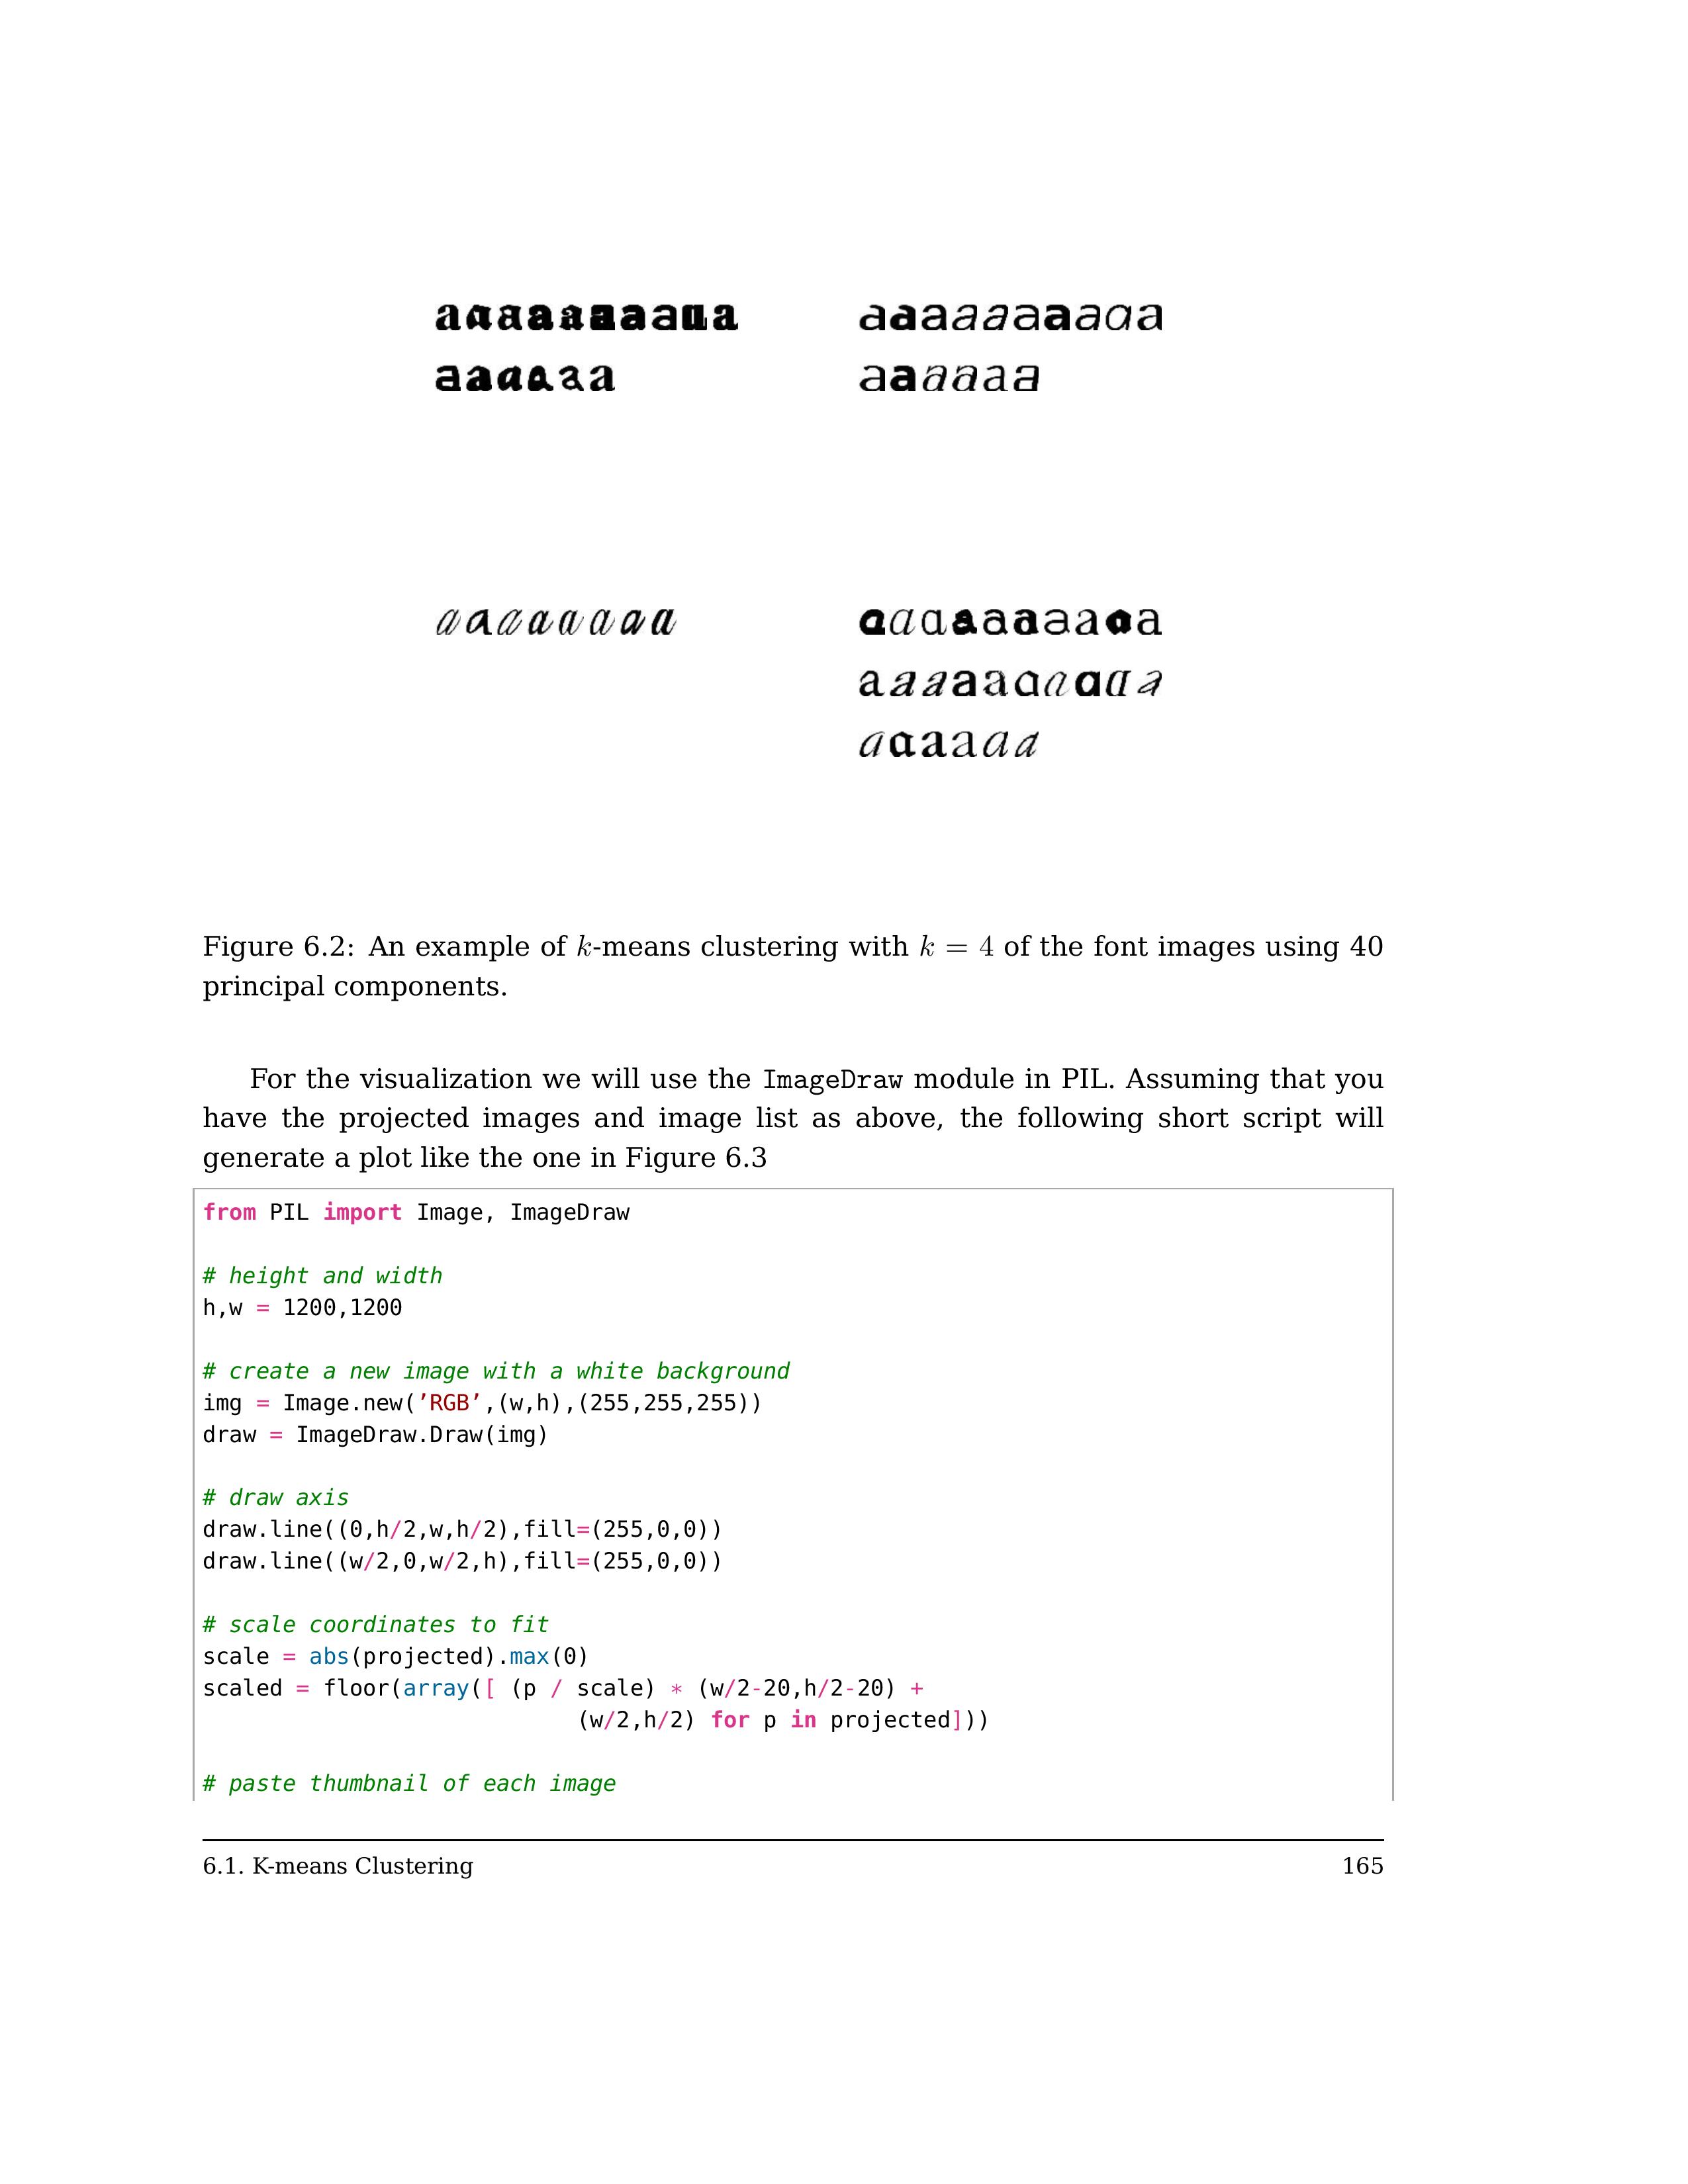 aaaaaaaaaa
aaaaaa
aaaaaaaaaa
aaaaaa
aaaaaaaa
aaaaaaaaaa
aaaaaaaaaa
aaaaaa
Figure 6.2: An example of k-means clustering with k = 4 of the font images using 40
principal components.
For the visualization we will use the ImageDraw module in PIL. Assuming that you
have the projected images and image list as above, the following short script will
generate a plot like the one in Figure 6.3
from PIL import Image, ImageDraw
# height and width
h,w = 1200,1200
# create a new image with a white background
img = Image.new(’RGB’,(w,h),(255,255,255))
draw = ImageDraw.Draw(img)
# draw axis
draw.line((0,h/2,w,h/2),fill=(255,0,0))
draw.line((w/2,0,w/2,h),fill=(255,0,0))
# scale coordinates to fit
scale = abs(projected).max(0)
scaled = floor(array([ (p / scale) * (w/2-20,h/2-20) +
(w/2,h/2) for p in projected]))
# paste thumbnail of each image
6.1. K-means Clustering 165